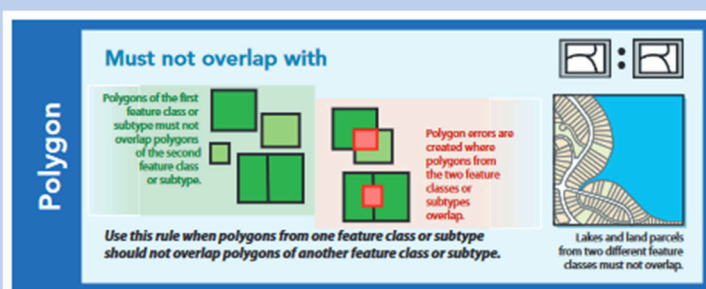 Polygon
Must not overlap with
Polygons of the first
feature class or
subtype must not
overlap polygons
of the second
feature class
or subtype.
Polygon errors are
created where
polygons from
the two feature
classes or
subtypes
overlap.
Use this rule when polygons from one feature class or subtype
should not overlap polygons of another feature class or subtype.
:
Lakes and land parcels
from two different feature
classes must not overlap.